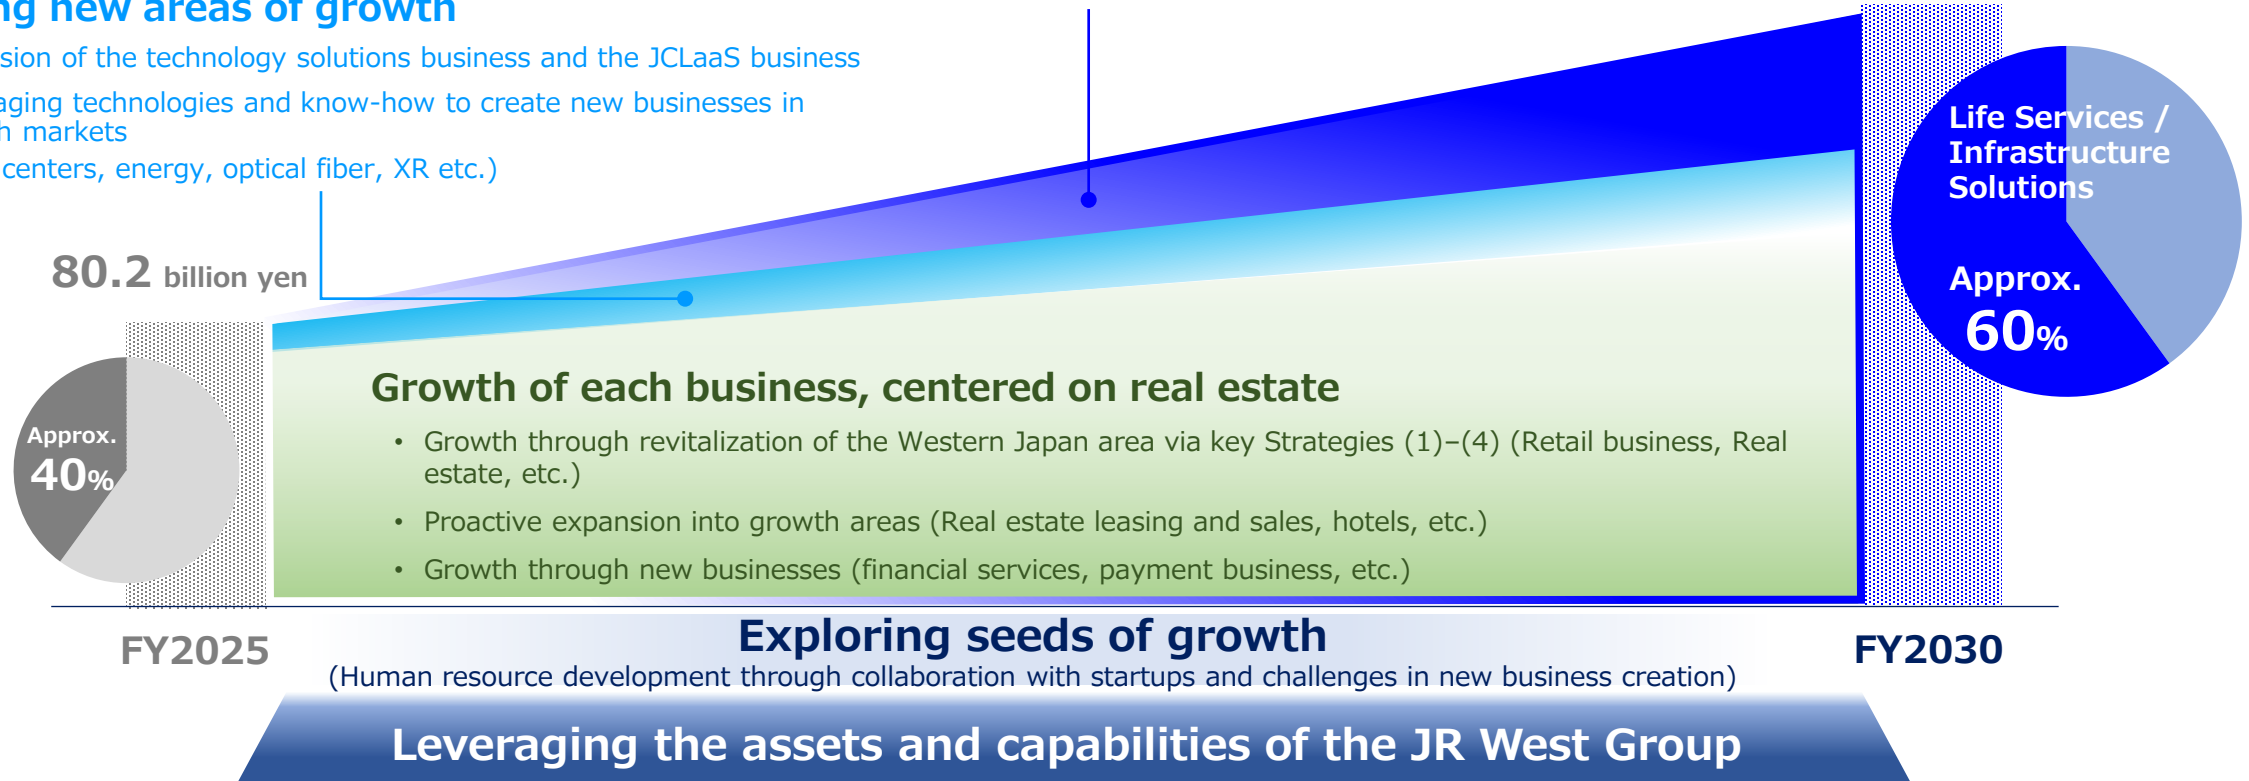 ng new areas of growth
sion of the technology solutions business and the JCLaaS business
aging technologies and know-how to create new businesses in
h markets
centers, energy, optical fiber, XR etc.)
80.2 billion yen
Life Services /
Infrastructure
Solutions
Approx.
60%
Approx.
40%
Growth of each business, centered on real estate
• Growth through revitalization of the Western Japan area via key Strategies (1)–(4) (Retail business, Real
estate, etc.)
• Proactive expansion into growth areas (Real estate leasing and sales, hotels, etc.)
• Growth through new businesses (financial services, payment business, etc.)
FY2025
Exploring seeds of growth
FY2030
(Human resource development through collaboration with startups and challenges in new business creation)
Leveraging the assets and capabilities of the JR West Group